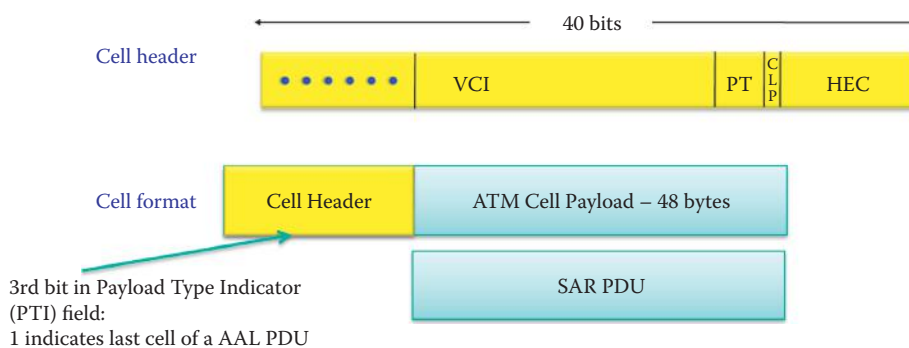 40 bits
Cell header
VCI
PT
CLP
HEC
Cell format
Cell Header
ATM Cell Payload – 48 bytes
SAR PDU
3rd bit in Payload Type Indicator
(PTI) field:
1 indicates last cell of a AAL PDU